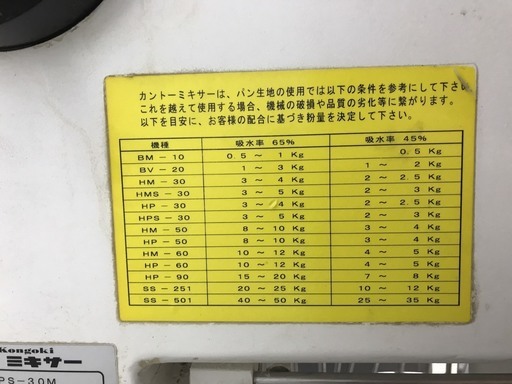 カントーミキサーは、パン生地の使用では以下の条件を参考にして下さい
これを越えて使用する場合、機械の破損や品質の劣化等に繋がります。
以下を目安に、お客様の配合に基づき粉量を決定して下さい。
機種 吸水率 65% 吸水率 45%
BM－10 0.5 ～ 1 Kg 0.5 Kg
BV－20 1 ～ 3 Kg 1 ～ 2 Kg
HM－30 3 ～ 4 Kg 2 ～ 2.5 Kg
HMS－30 3 ～ 5 Kg 2 ～ 3 Kg
HP－30 3 ～ 4 Kg 2 ～ 2.5 Kg
HPS－30 3 ～ 5 Kg 2 ～ 3 Kg
HM－50 8 ～ 10 Kg 3 ～ 4 Kg
HP－50 8 ～ 10 Kg 3 ～ 4 Kg
HM－60 10 ～ 12 Kg 4 ～ 5 Kg
HP－60 10 ～ 12 Kg 4 ～ 5 Kg
HP－90 15 ～ 20 Kg 7 ～ 8 Kg
SS－251 20 ～ 25 Kg 10 ～ 12 Kg
SS－501 40 ～ 50 Kg 25 ～ 35 Kg
Kongoki
ミキサー
PS-30M